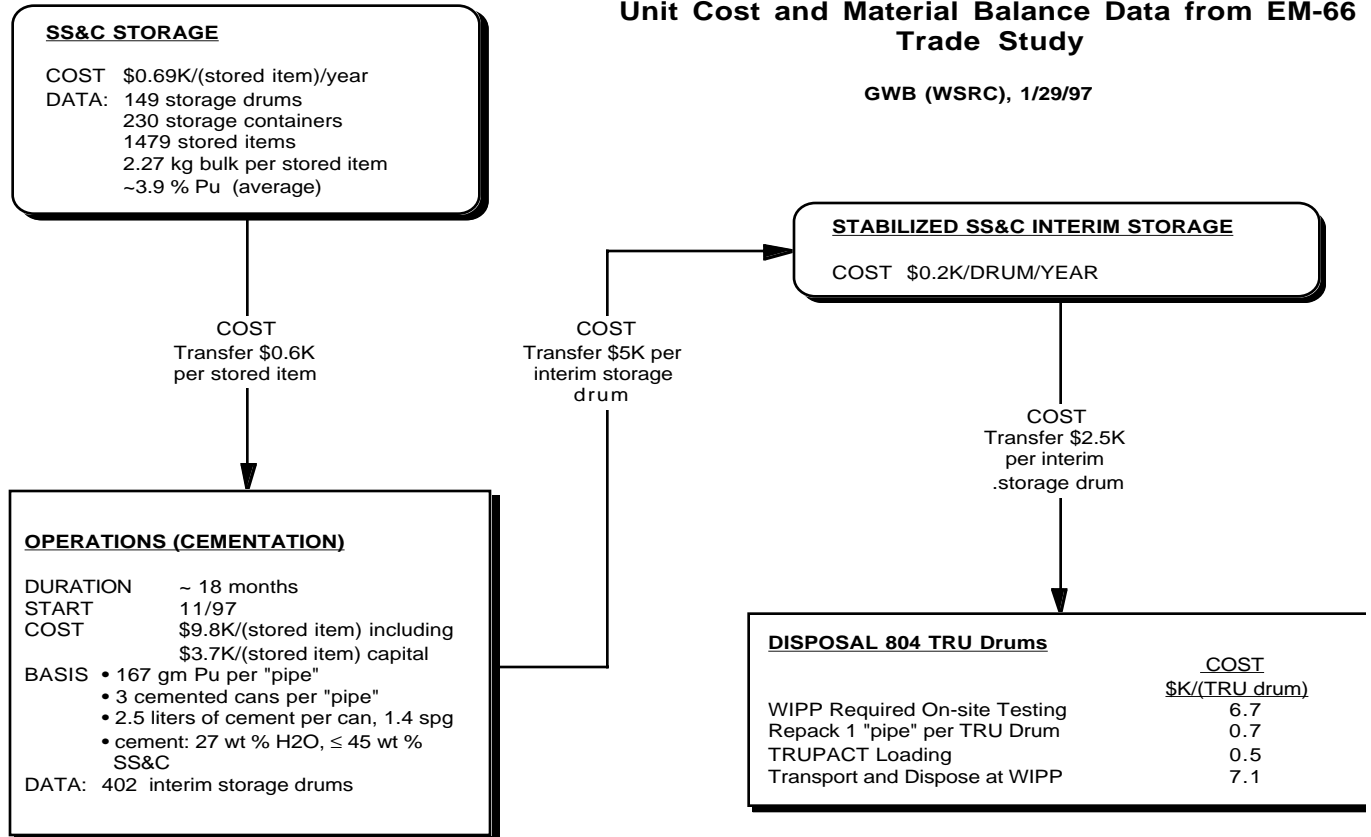 Unit Cost and Material Balance Data from EM-66
Trade Study
GWB (WSRC), 1/29/97
SS&C STORAGE
COST $0.69K/(stored item)/year
DATA: 149 storage drums
230 storage containers
1479 stored items
2.27 kg bulk per stored item
~3.9 % Pu (average)
COST
Transfer $0.6K
per stored item
OPERATIONS (CEMENTATION)
DURATION ~ 18 months
START 11/97
COST $9.8K/(stored item) including
$3.7K/(stored item) capital
BASIS • 167 gm Pu per "pipe"
• 3 cemented cans per "pipe"
• 2.5 liters of cement per can, 1.4 spg
• cement: 27 wt % H2O, ≤ 45 wt %
SS&C
DATA: 402 interim storage drums
COST
Transfer $5K per
interim storage
drum
STABILIZED SS&C INTERIM STORAGE
COST $0.2K/DRUM/YEAR
COST
Transfer $2.5K
per interim
.storage drum
DISPOSAL 804 TRU Drums
COST
$K/(TRU drum)
WIPP Required On-site Testing 6.7
Repack 1 "pipe" per TRU Drum 0.7
TRUPACT Loading 0.5
Transport and Dispose at WIPP 7.1